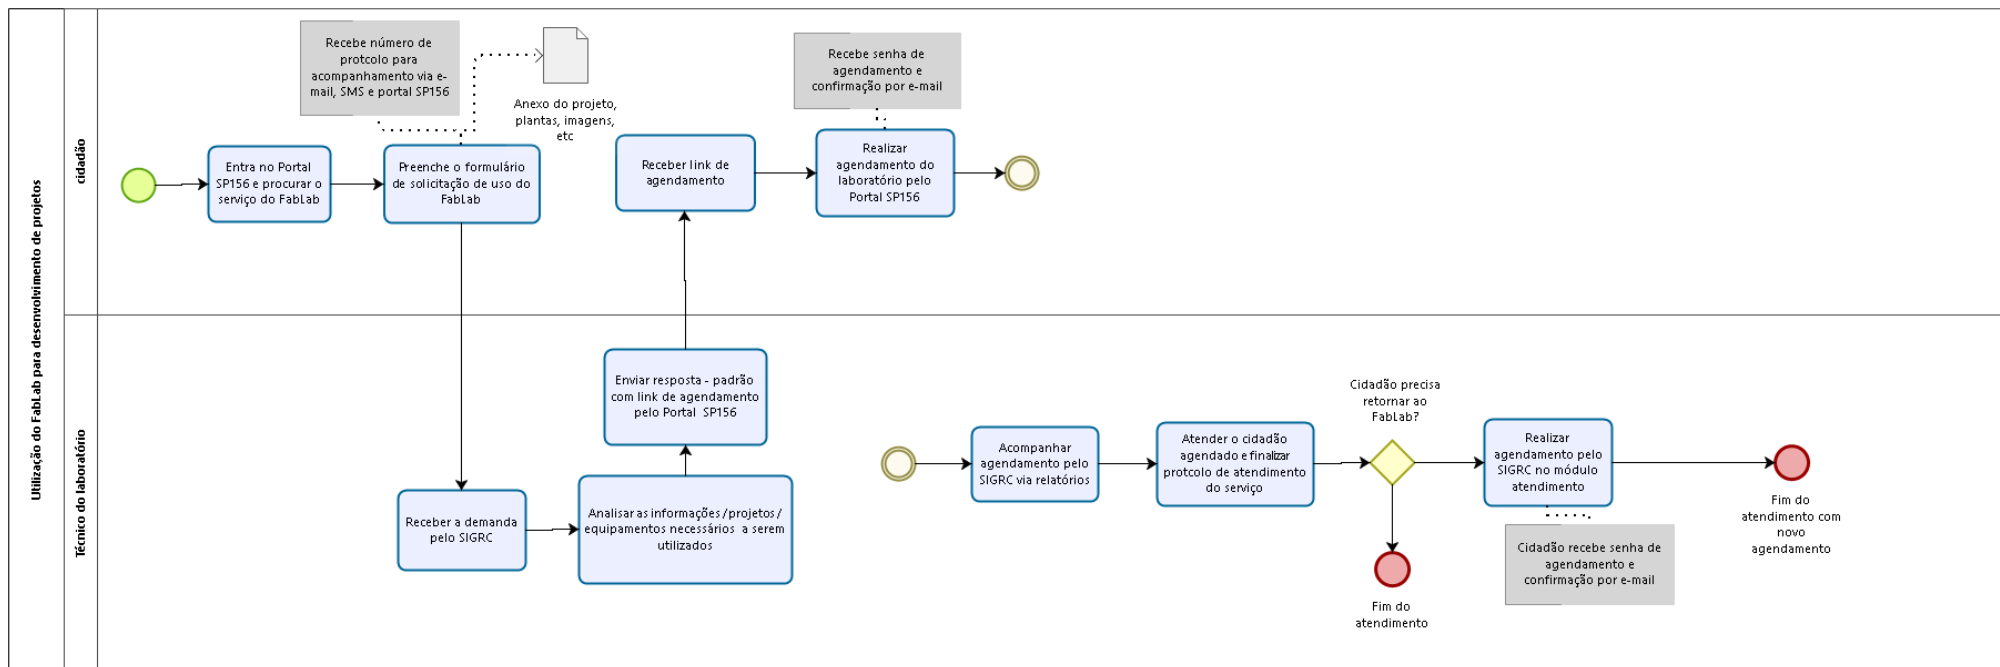 Utilização do FabLab para desenvolvimento de projetos
cidadão
Recebe número de
protcolo para
acompanhamento via e-
mail, SMS e portal SP156
Anexo do projeto,
plantas, imagens,
etc
Entra no Portal
SP156 e procurar o
serviço do FabLab
Preenche o formulário
de solicitação de uso do
FabLab
Receber link de
agendamento
Recebe senha de
agendamento e
confirmação por e-mail
Realizar
agendamento do
laboratório pelo
Portal SP156
Técnico do laboratório
Receber a demanda
pelo SIGRC
Analisar as informações /projetos /
equipamentos necessários a serem
utilizados
Enviar resposta - padrão
com link de agendamento
pelo Portal SP156
Acompanhar
agendamento pelo
SIGRC via relatórios
Atender o cidadão
agendado e finalizar
protcolo de atendimento
do serviço
Cidadão precisa
retornar ao
FabLab?
Fim do
atendimento
Realizar
agendamento pelo
SIGRC no módulo
atendimento
Cidadão recebe senha de
agendamento e
confirmação por e-mail
Fim do
atendimento com
novo
agendamento